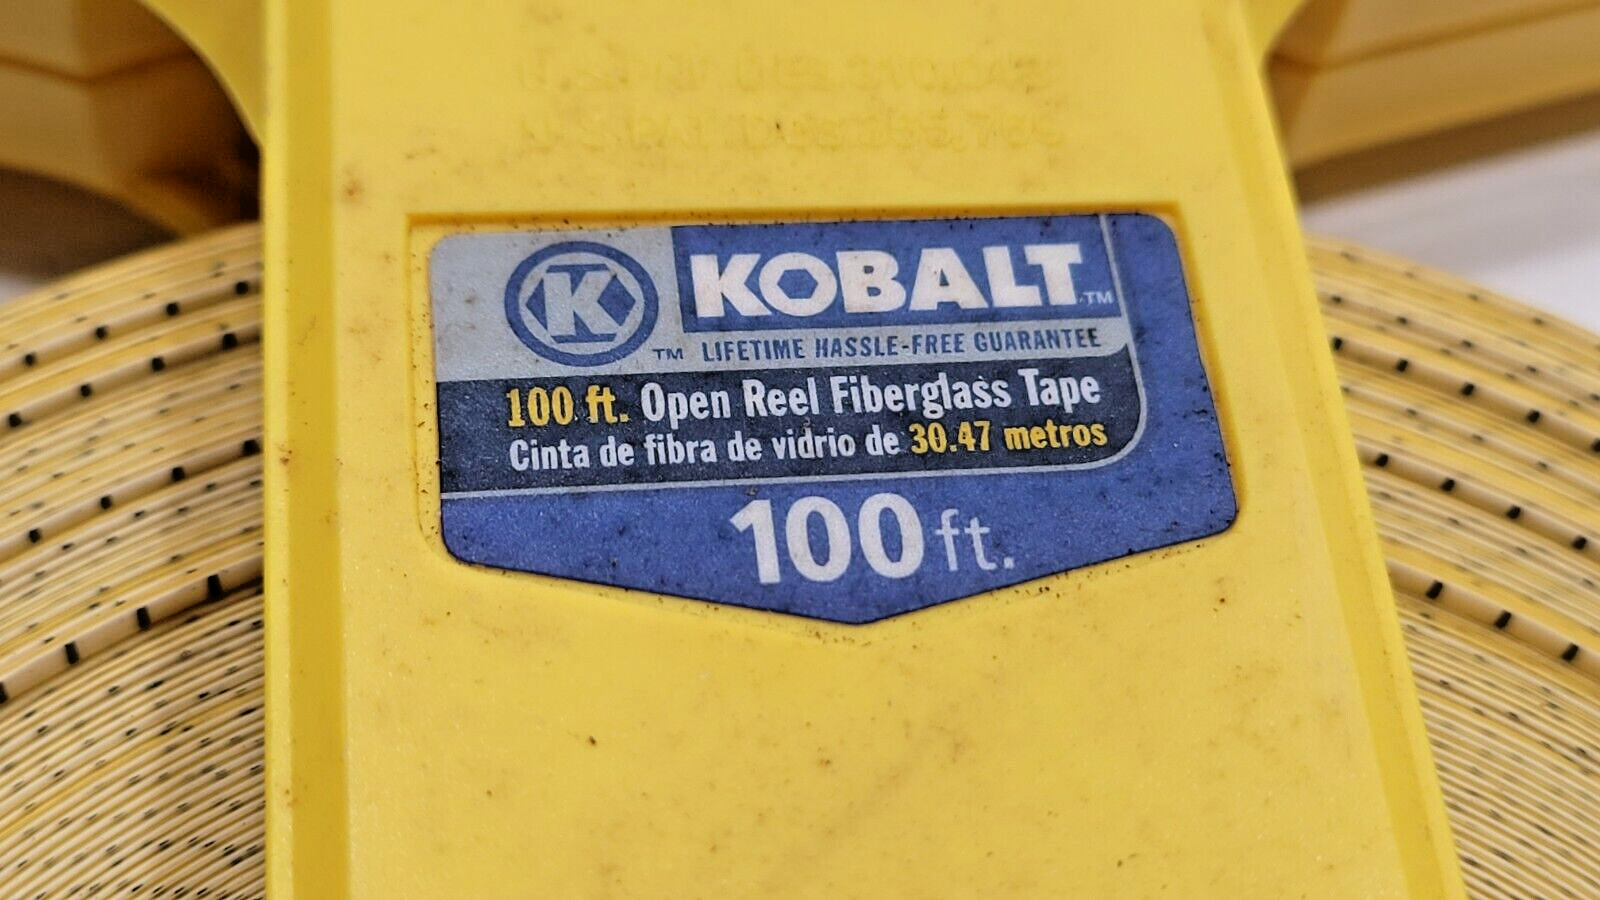 K
KOBALT™
™ LIFETIME HASSLE-FREE GUARANTEE
100 ft. Open Reel Fiberglass Tape
Cinta de fibra de vidrio de 30.47 metros
100 ft.